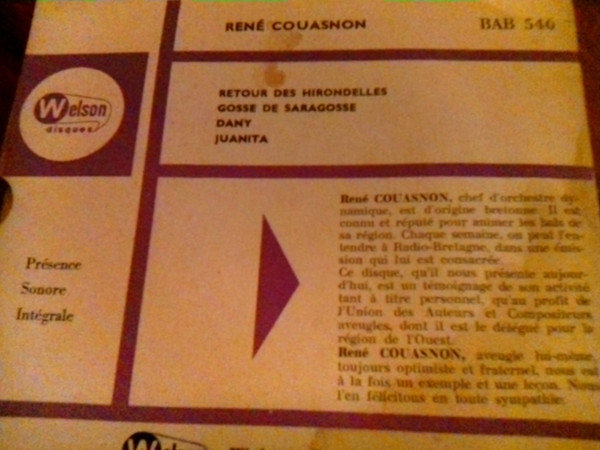 RENÉ COUASNON
BAB 546
Welson
disques
RETOUR DES HIRONDELLES
GOSSE DE SARAGOSSE
DANY
JUANITA
Présence
Sonore
Intégrale
René COUASNON, chef d'orchestre dy-
namique, est d'origine bretonne. Il est
connu et réputé pour animer les bals de
sa région. Chaque semaine, on peut l'en-
tendre à Radio-Bretagne, dans une émis-
sion qui lui est consacrée.
Ce disque, qu'il nous présente aujour-
d'hui, est un témoignage de son activité
tant à titre personnel, qu'au profit de
l'Union des Auteurs et Compositeurs
aveugles, dont il est le délégué pour la
région de l'Ouest.
René COUASNON, aveugle lui-même,
toujours optimiste et fraternel, nous est
à la fois un exemple et une leçon. Nous
l'en félicitons en toute sympathie.
Welson